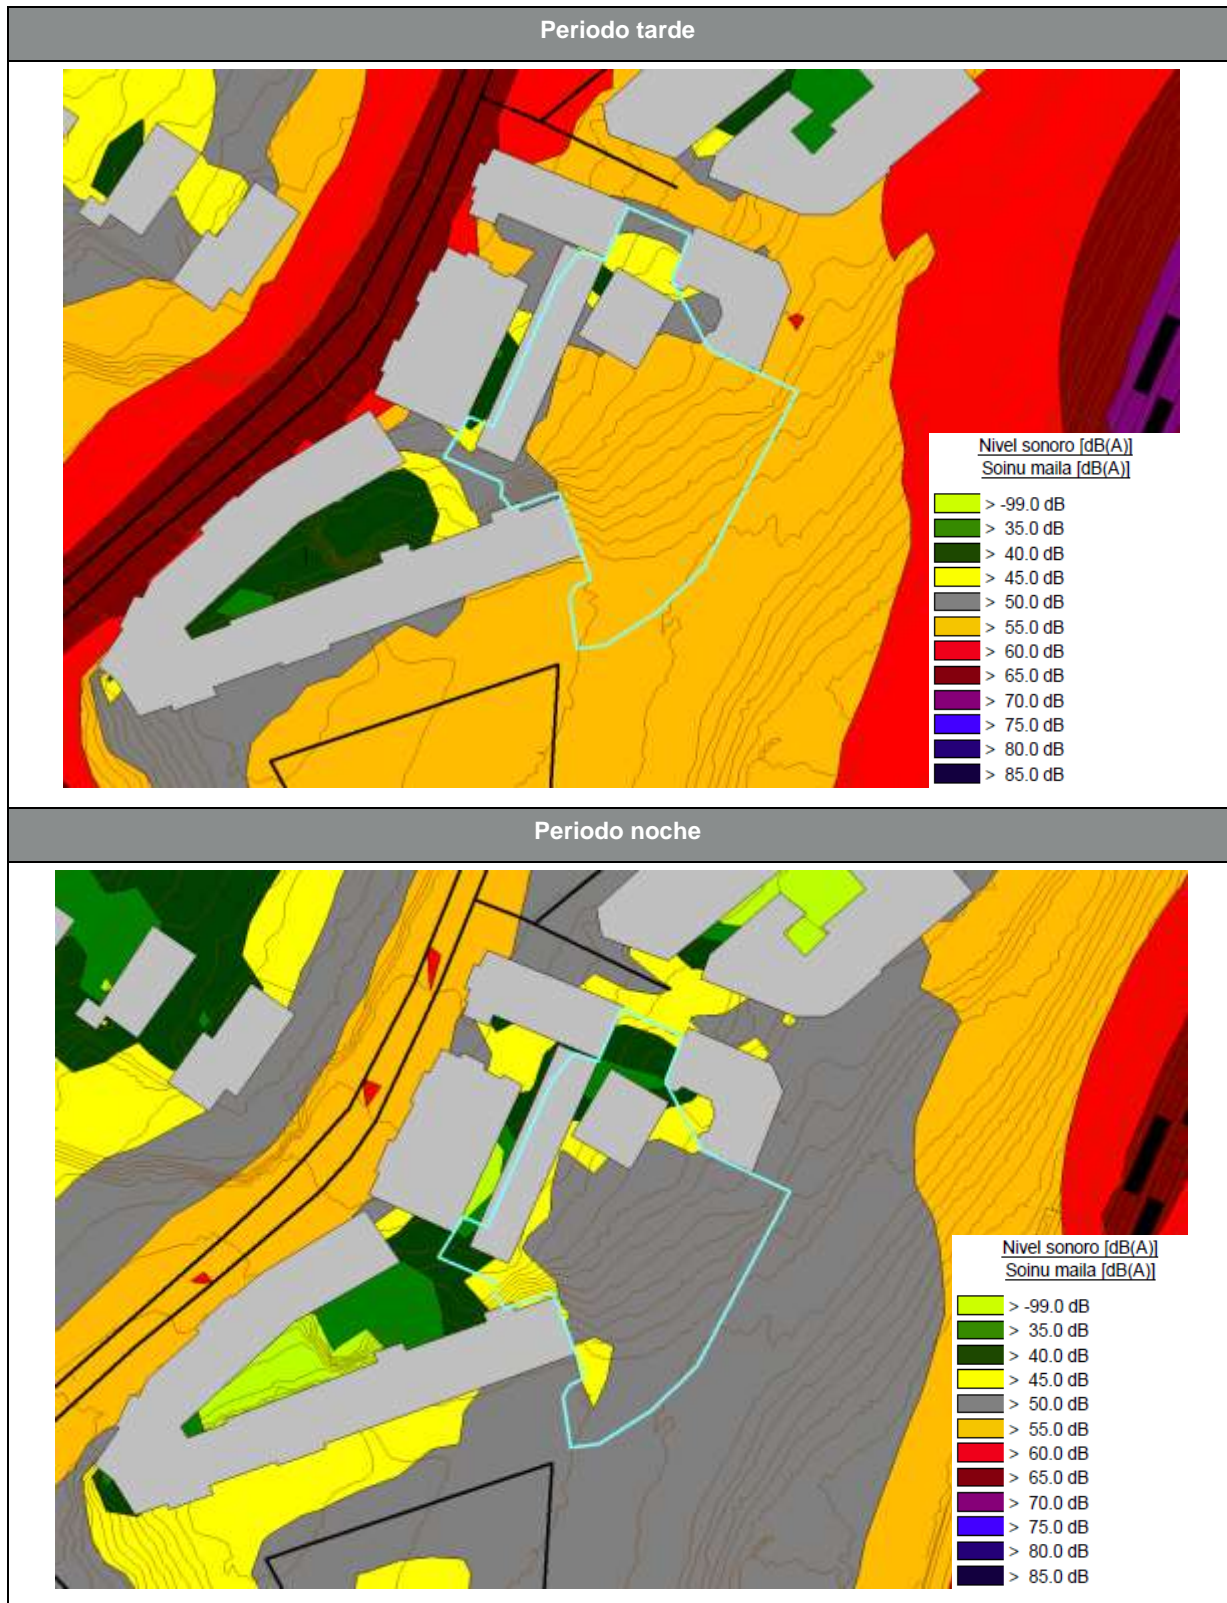 Periodo tarde
Nivel sonoro [dB(A)]
Soinu maila [dB(A)]
> -99.0 dB
> 35.0 dB
> 40.0 dB
> 45.0 dB
> 50.0 dB
> 55.0 dB
> 60.0 dB
> 65.0 dB
> 70.0 dB
> 75.0 dB
> 80.0 dB
> 85.0 dB
Periodo noche
Nivel sonoro [dB(A)]
Soinu maila [dB(A)]
> -99.0 dB
> 35.0 dB
> 40.0 dB
> 45.0 dB
> 50.0 dB
> 55.0 dB
> 60.0 dB
> 65.0 dB
> 70.0 dB
> 75.0 dB
> 80.0 dB
> 85.0 dB